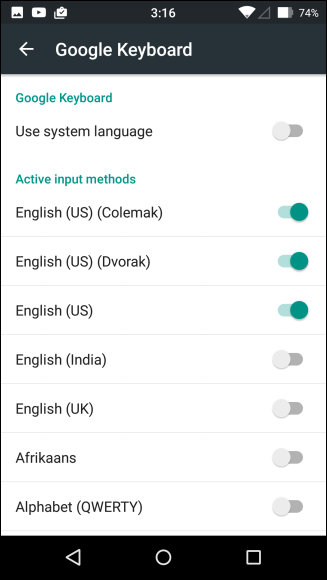 3:16
74%
Google Keyboard
Google Keyboard
Use system language
Active input methods
English (US) (Colemak)
English (US) (Dvorak)
English (US)
English (India)
English (UK)
Afrikaans
Alphabet (QWERTY)